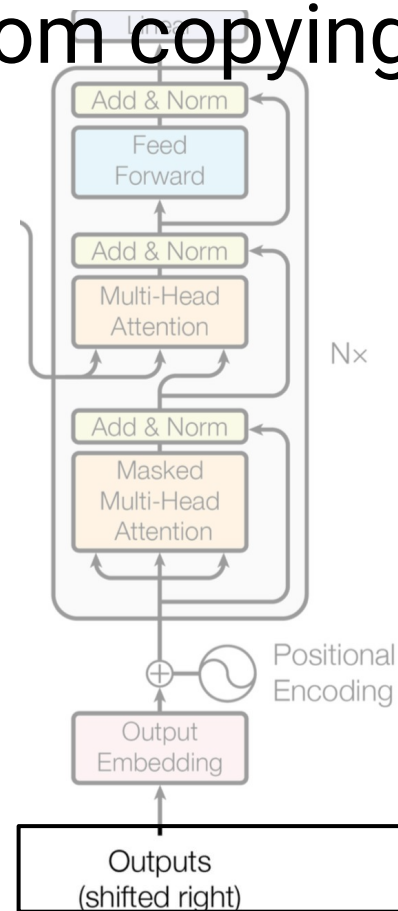 om copying
Linear
Add & Norm
Feed
Forward
Add & Norm
Multi-Head
Attention
N×
Add & Norm
Masked
Multi-Head
Attention
Positional
Encoding
Output
Embedding
Outputs
(shifted right)